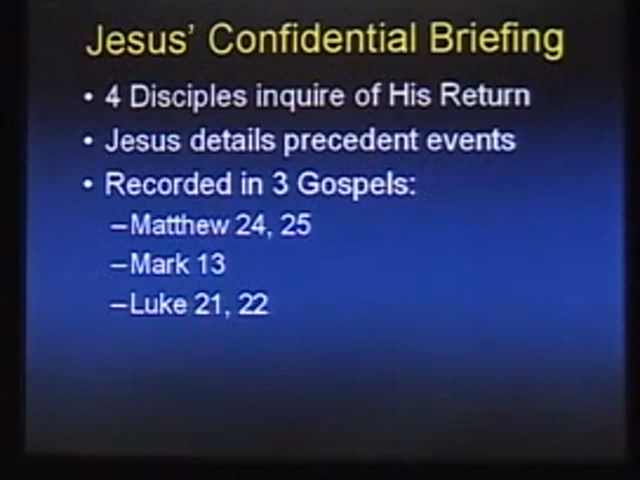 Jesus' Confidential Briefing
• 4 Disciples inquire of His Return
• Jesus details precedent events
• Recorded in 3 Gospels:
–Matthew 24, 25
–Mark 13
–Luke 21, 22